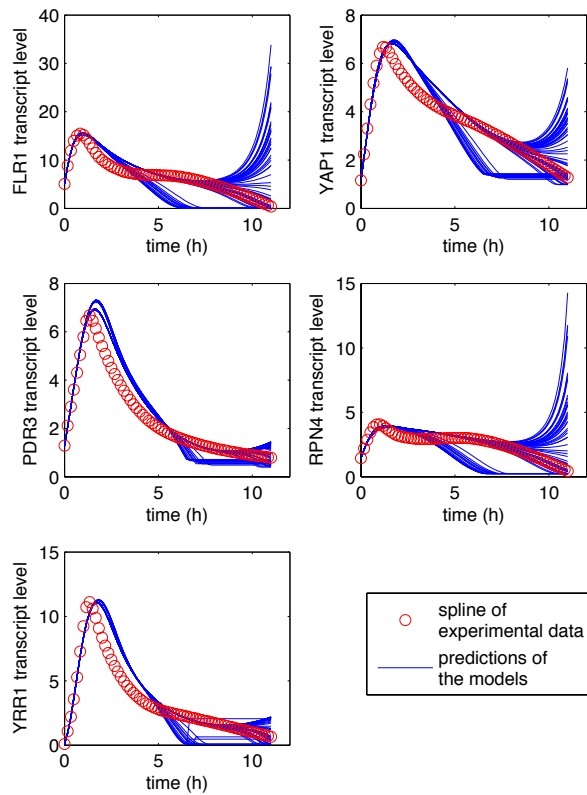 40
30
20
10
0
0 5 10
FLR1 transcript level
time (h)
8
6
4
2
0
0 5 10
YAP1 transcript level
time (h)
8
6
4
2
0
0 5 10
PDR3 transcript level
time (h)
15
10
5
0
0 5 10
RPN4 transcript level
time (h)
15
10
5
0
0 5 10
YRR1 transcript level
time (h)
spline of
experimental data
predictions of
the models